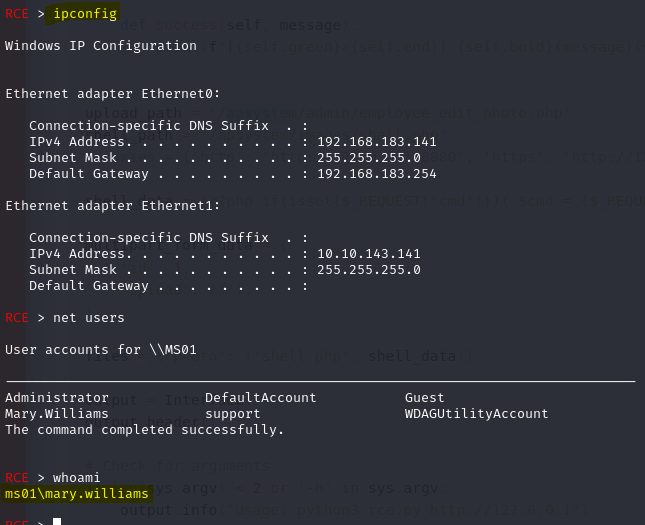 RCE > ipconfig
Windows IP Configuration
Ethernet adapter Ethernet0:
Connection-specific DNS Suffix . :
IPv4 Address. . . . . . . . . . . : 192.168.183.141
Subnet Mask . . . . . . . . . . . : 255.255.255.0
Default Gateway . . . . . . . . . : 192.168.183.254
Ethernet adapter Ethernet1:
Connection-specific DNS Suffix . :
IPv4 Address. . . . . . . . . . . : 10.10.143.141
Subnet Mask . . . . . . . . . . . : 255.255.255.0
Default Gateway . . . . . . . . . :
RCE > net users
User accounts for \\MS01
Administrator DefaultAccount Guest
Mary.Williams support WDAGUtilityAccount
The command completed successfully.
RCE > whoami
ms01\mary.williams
RCE >